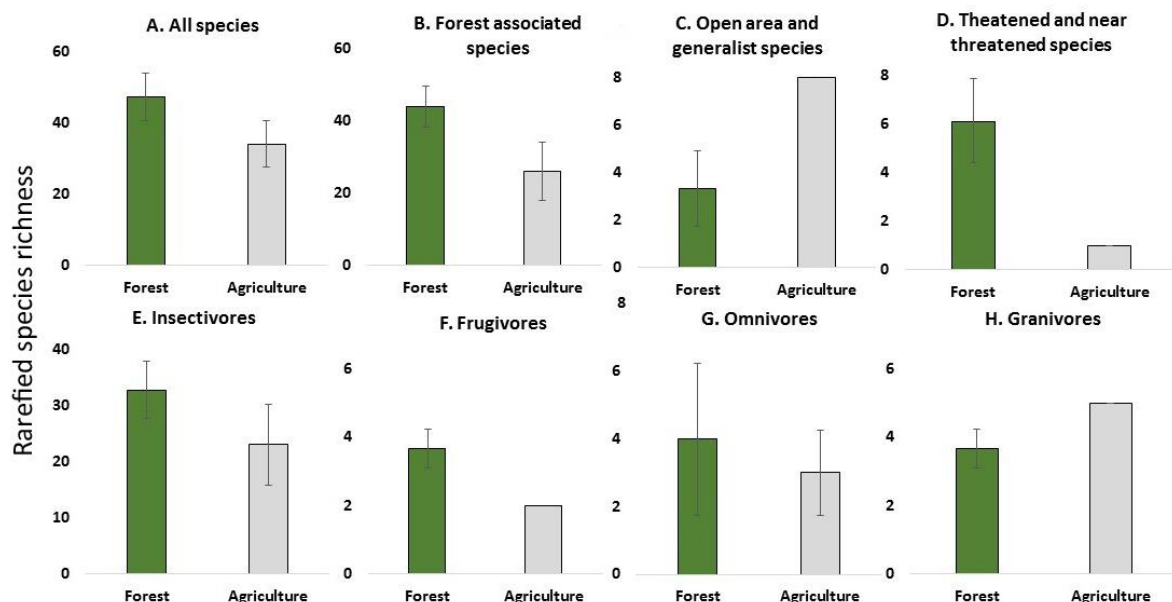 Rarefied species richness
A. All species
60
40
20
0
Forest Agriculture
B. Forest associated
species
60
40
20
0
Forest Agriculture
C. Open area and
generalist species
8
6
4
2
0
Forest Agriculture
D. Theatened and near
threatened species
8
6
4
2
0
Forest Agriculture
E. Insectivores
40
30
20
10
0
Forest Agriculture
F. Frugivores
6
4
2
0
Forest Agriculture
G. Omnivores
8
6
4
2
0
Forest Agriculture
H. Granivores
6
4
2
0
Forest Agriculture